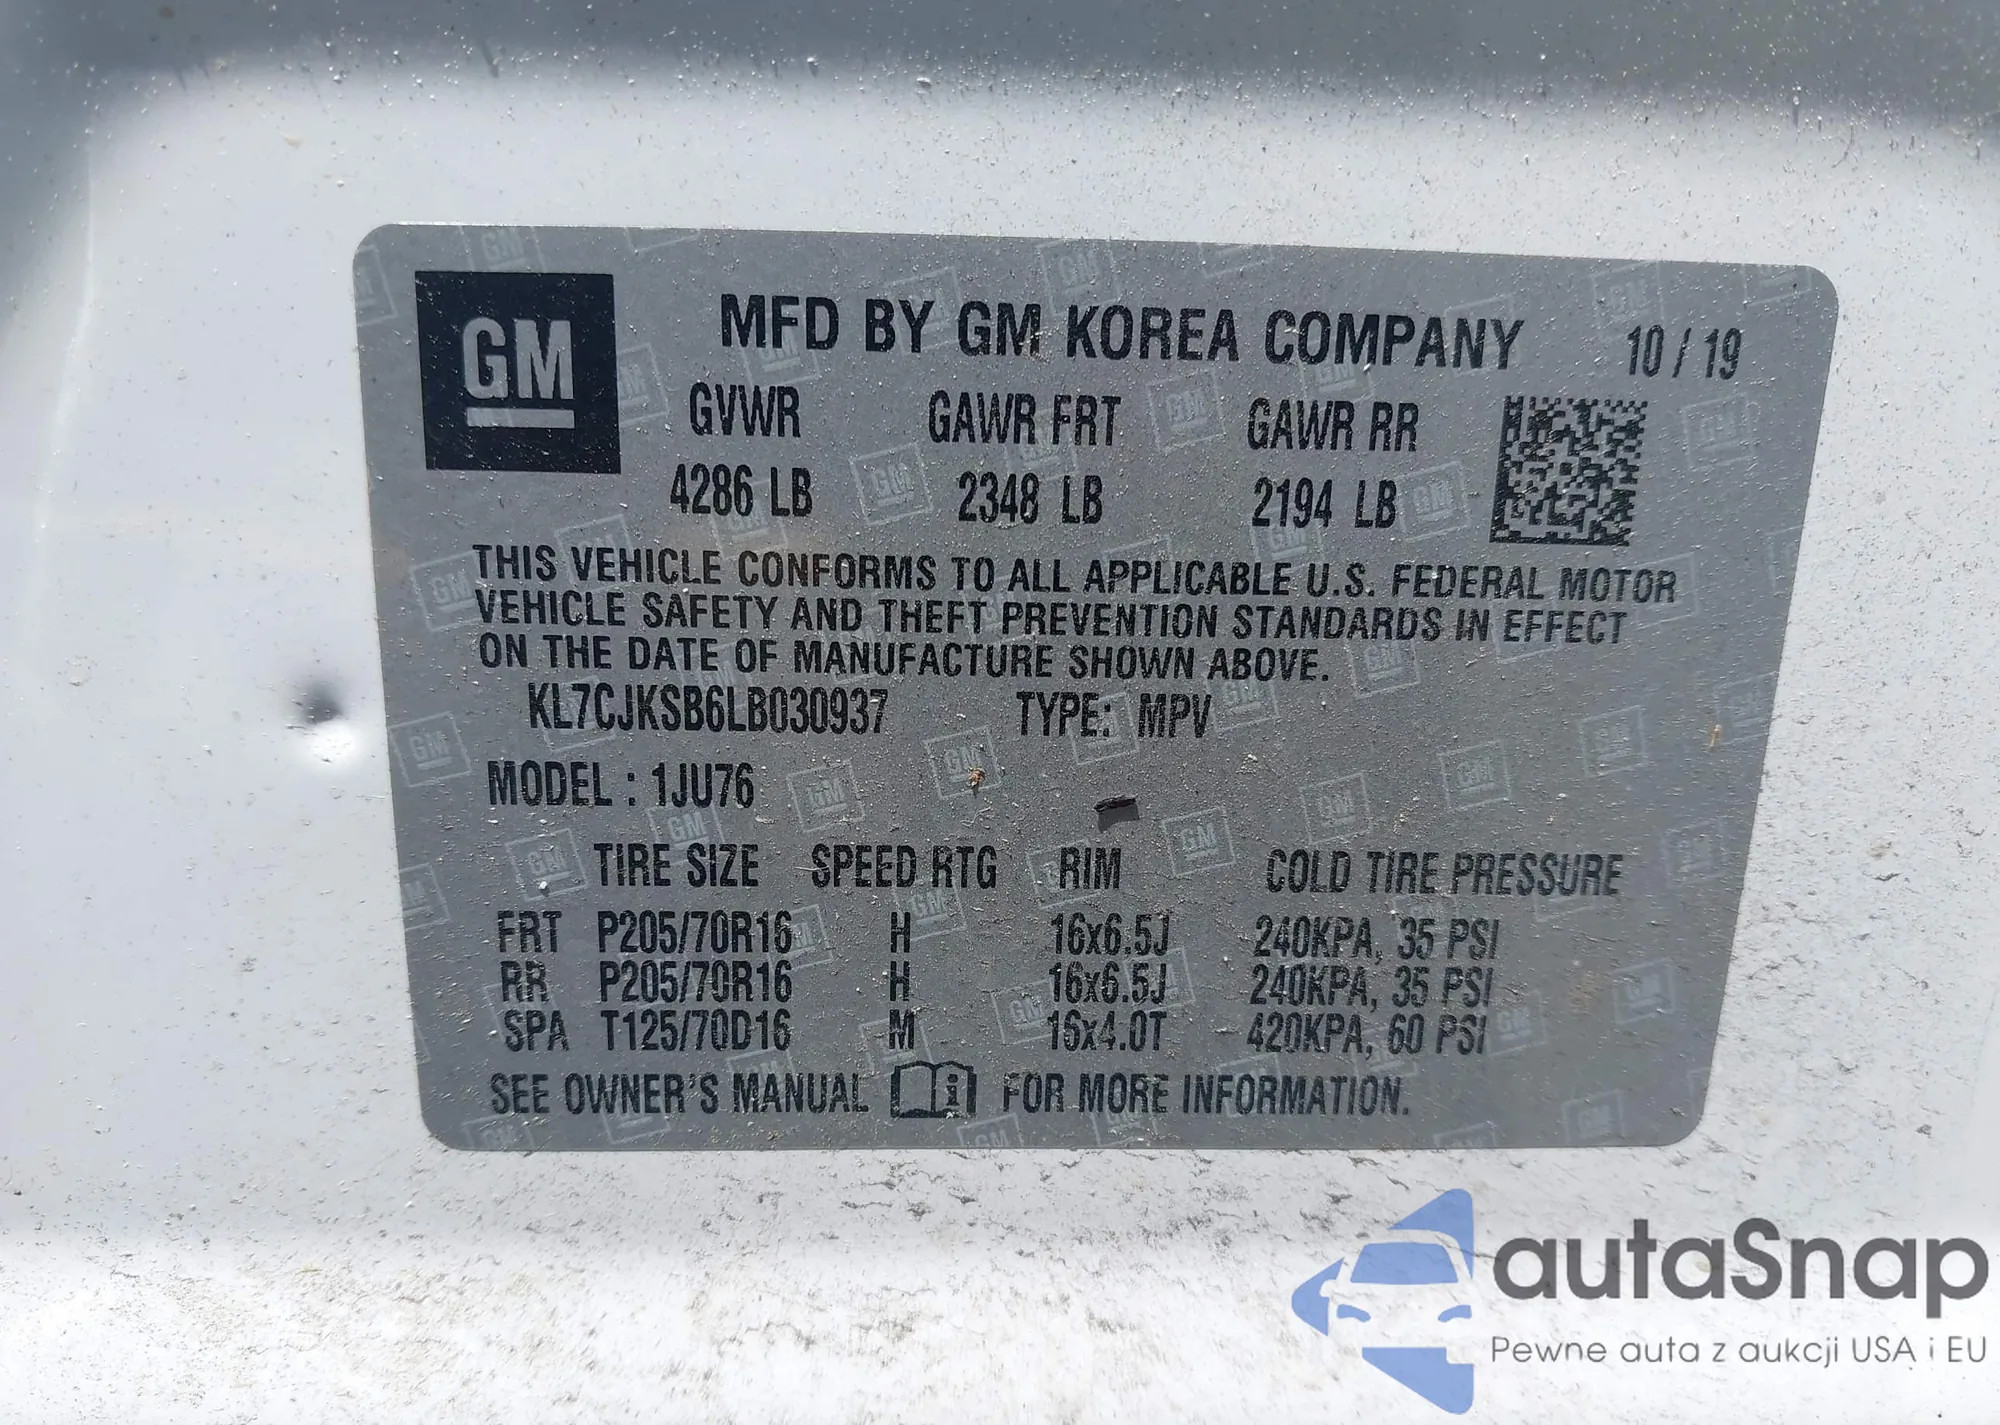 GM
MFD BY GM KOREA COMPANY 10 / 19
GVWR GAWR FRT GAWR RR
4286 LB 2348 LB 2194 LB
THIS VEHICLE CONFORMS TO ALL APPLICABLE U.S. FEDERAL MOTOR
VEHICLE SAFETY AND THEFT PREVENTION STANDARDS IN EFFECT
ON THE DATE OF MANUFACTURE SHOWN ABOVE.
KL7CJKSB6LB030937 TYPE: MPV
MODEL : 1JU76
TIRE SIZE SPEED RTG RIM COLD TIRE PRESSURE
FRT P205/70R16 H 16x6.5J 240KPA, 35 PSI
RR P205/70R16 H 16x6.5J 240KPA, 35 PSI
SPA T125/70D16 M 16x4.0T 420KPA, 60 PSI
SEE OWNER'S MANUAL i FOR MORE INFORMATION.
autaSnap
Pewne auta z aukcji USA i EU